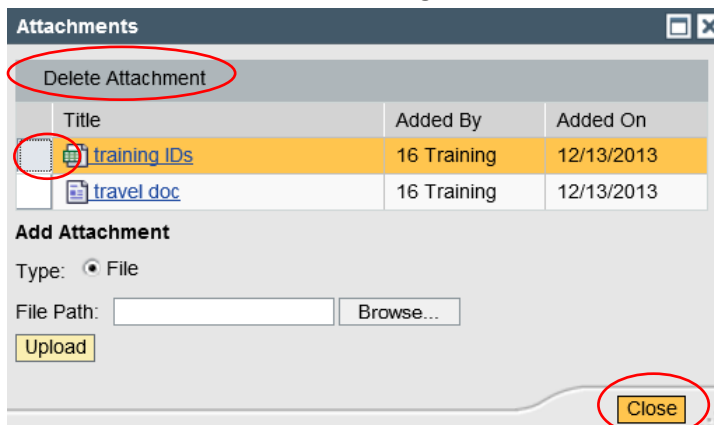 Attachments
Delete Attachment
Title Added By Added On
training IDs 16 Training 12/13/2013
travel doc 16 Training 12/13/2013
Add Attachment
Type: File
File Path: Browse...
Upload
Close